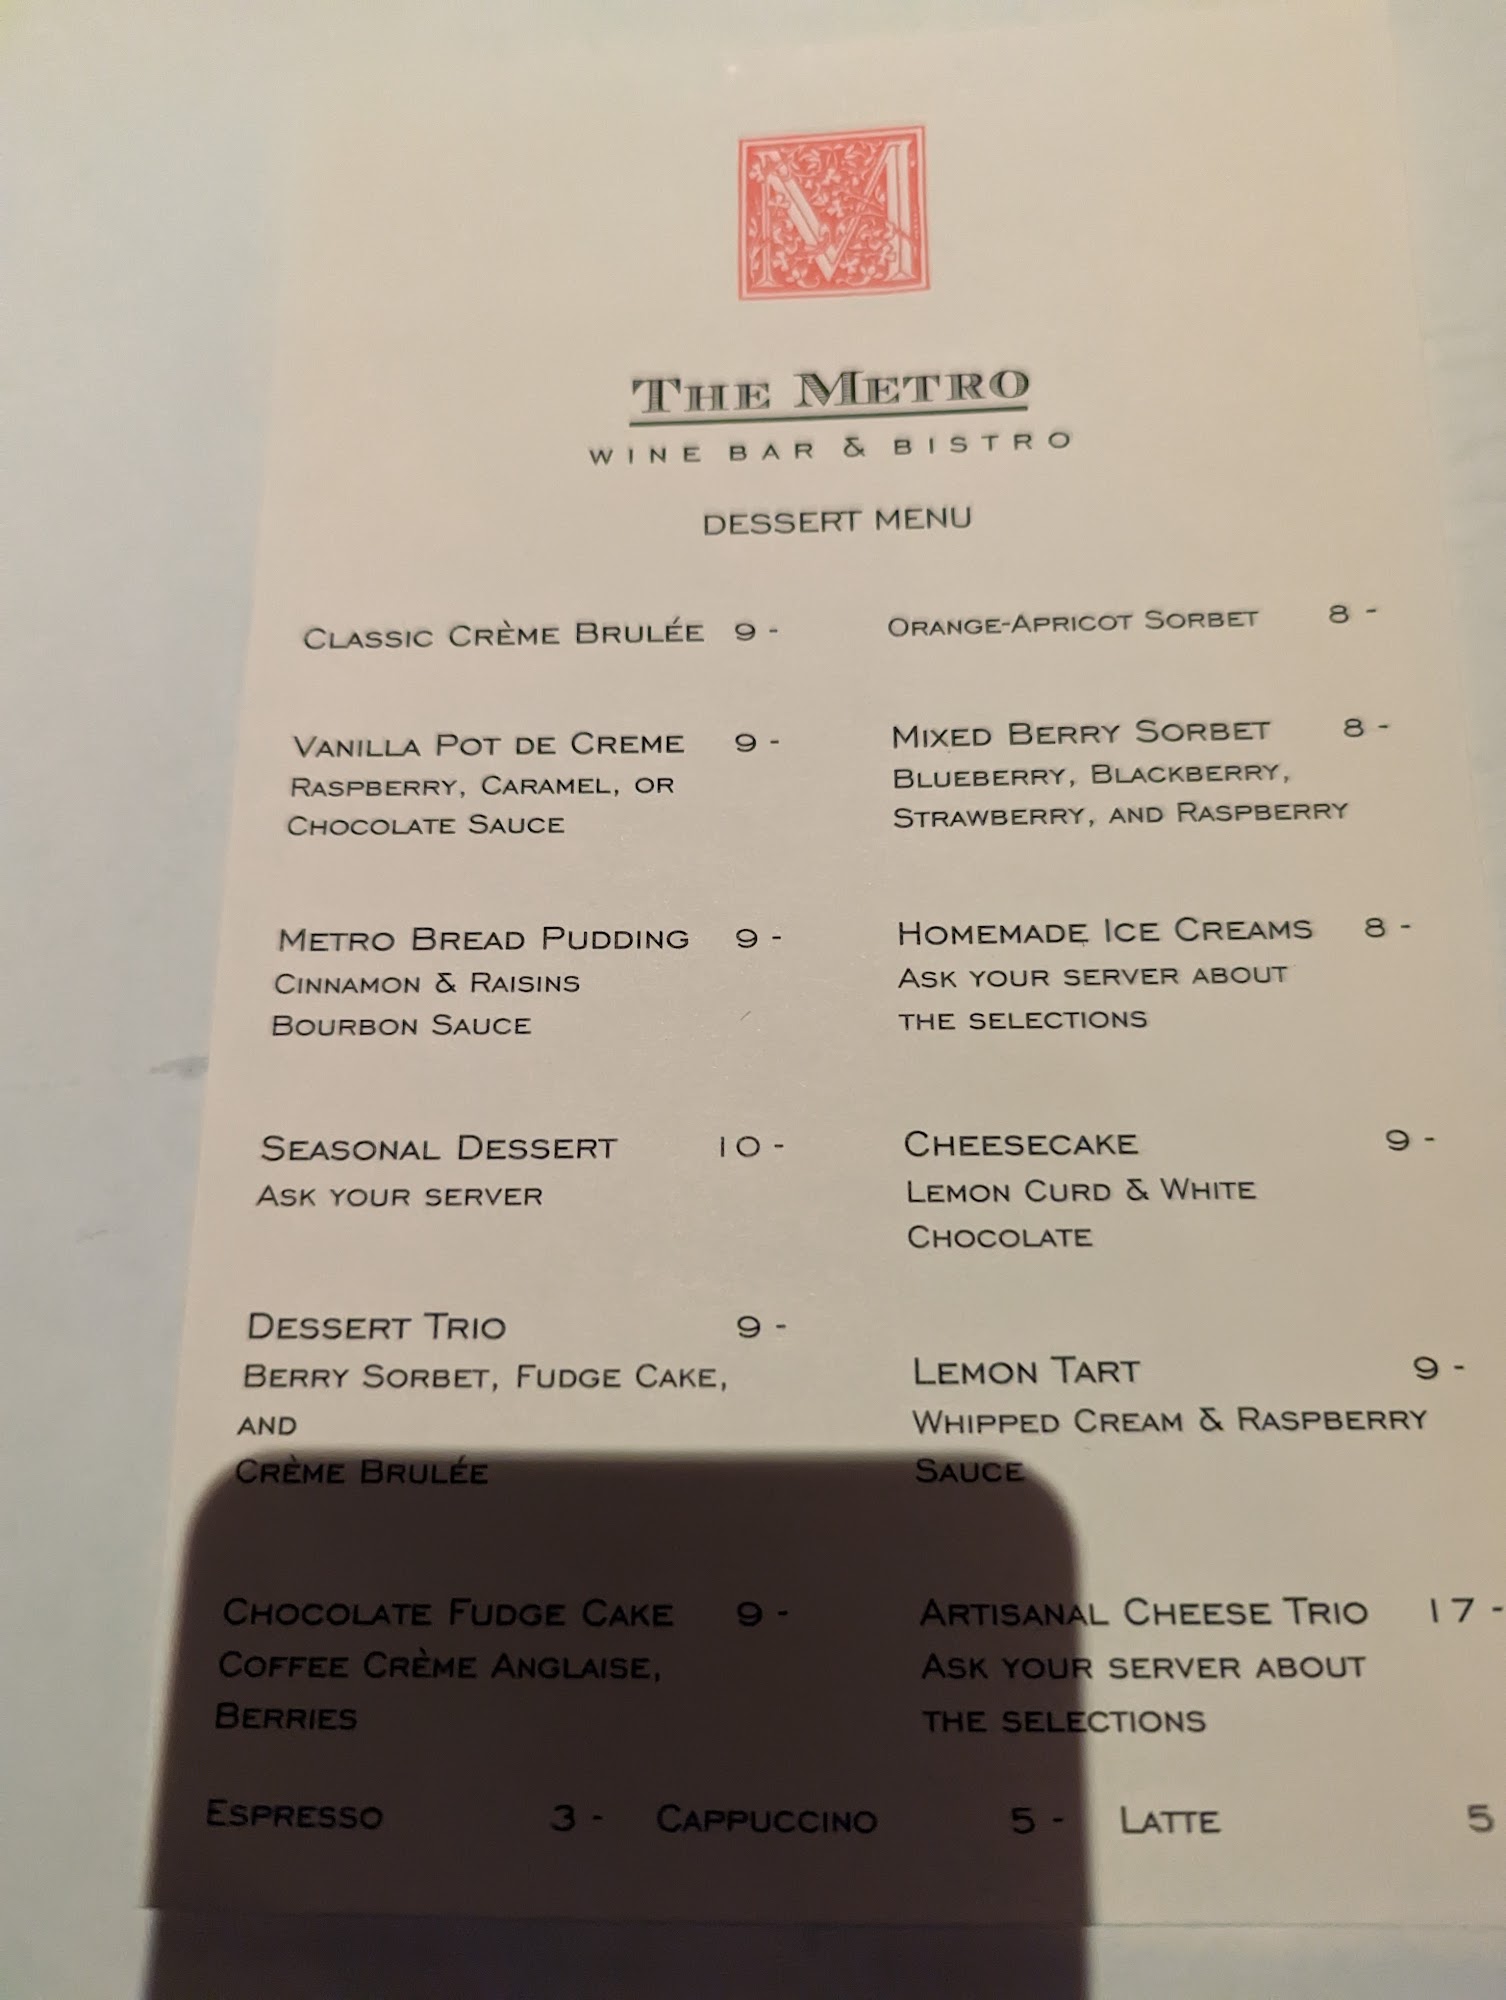 M
THE METRO
WINE BAR & BISTRO
DESSERT MENU
CLASSIC CRÈME BRULÉE 9 -
VANILLA POT DE CREME 9 -
RASPBERRY, CARAMEL, OR
CHOCOLATE SAUCE
METRO BREAD PUDDING 9 -
CINNAMON & RAISINS
BOURBON SAUCE
SEASONAL DESSERT 10 -
ASK YOUR SERVER
DESSERT TRIO 9 -
BERRY SORBET, FUDGE CAKE,
AND
CRÈME BRULÉE
CHOCOLATE FUDGE CAKE 9 -
COFFEE CRÈME ANGLAISE,
BERRIES
ORANGE-APRICOT SORBET 8 -
MIXED BERRY SORBET 8 -
BLUEBERRY, BLACKBERRY,
STRAWBERRY, AND RASPBERRY
HOMEMADE ICE CREAMS 8 -
ASK YOUR SERVER ABOUT
THE SELECTIONS
CHEESECAKE 9 -
LEMON CURD & WHITE
CHOCOLATE
LEMON TART 9 -
WHIPPED CREAM & RASPBERRY
SAUCE
ARTISANAL CHEESE TRIO 17 -
ASK YOUR SERVER ABOUT
THE SELECTIONS
ESPRESSO 3 - CAPPUCCINO 5 - LATTE 5